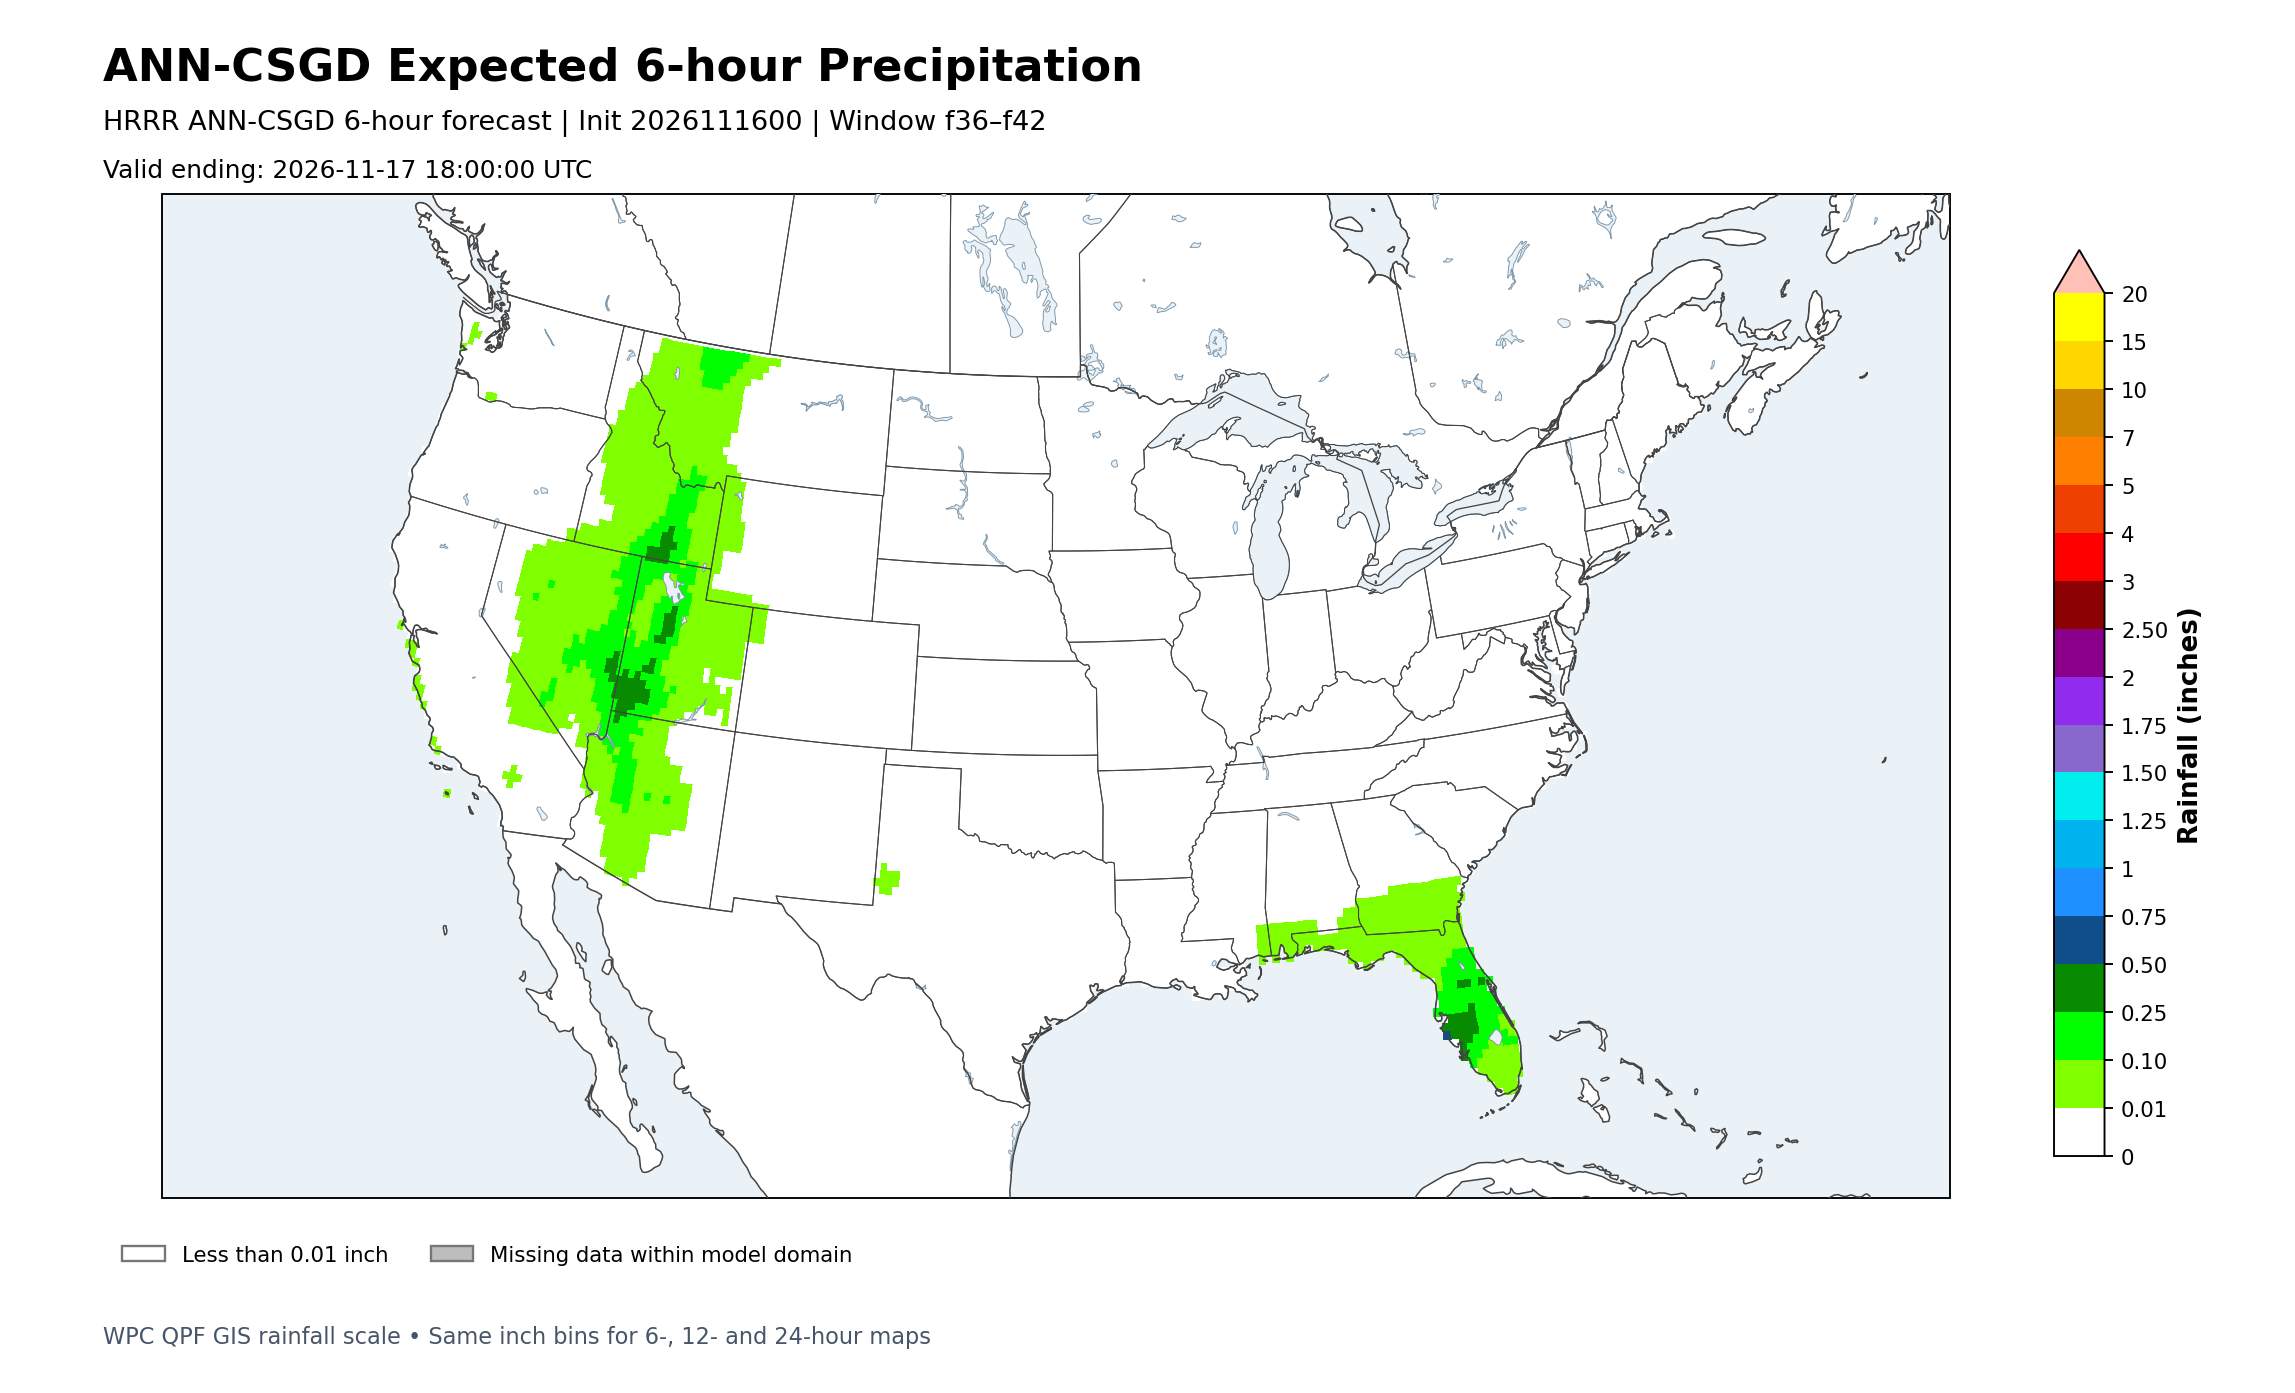 ANN-CSGD Expected 6-hour Precipitation
HRRR ANN-CSGD 6-hour forecast | Init 2026111600 | Window f36–f42
Valid ending: 2026-11-17 18:00:00 UTC
20
15
10
7
5
4
3
2.50
2
1.75
1.50
1.25
1
0.75
0.50
0.25
0.10
0.01
0
Rainfall (inches)
Less than 0.01 inch
Missing data within model domain
WPC QPF GIS rainfall scale • Same inch bins for 6-, 12- and 24-hour maps